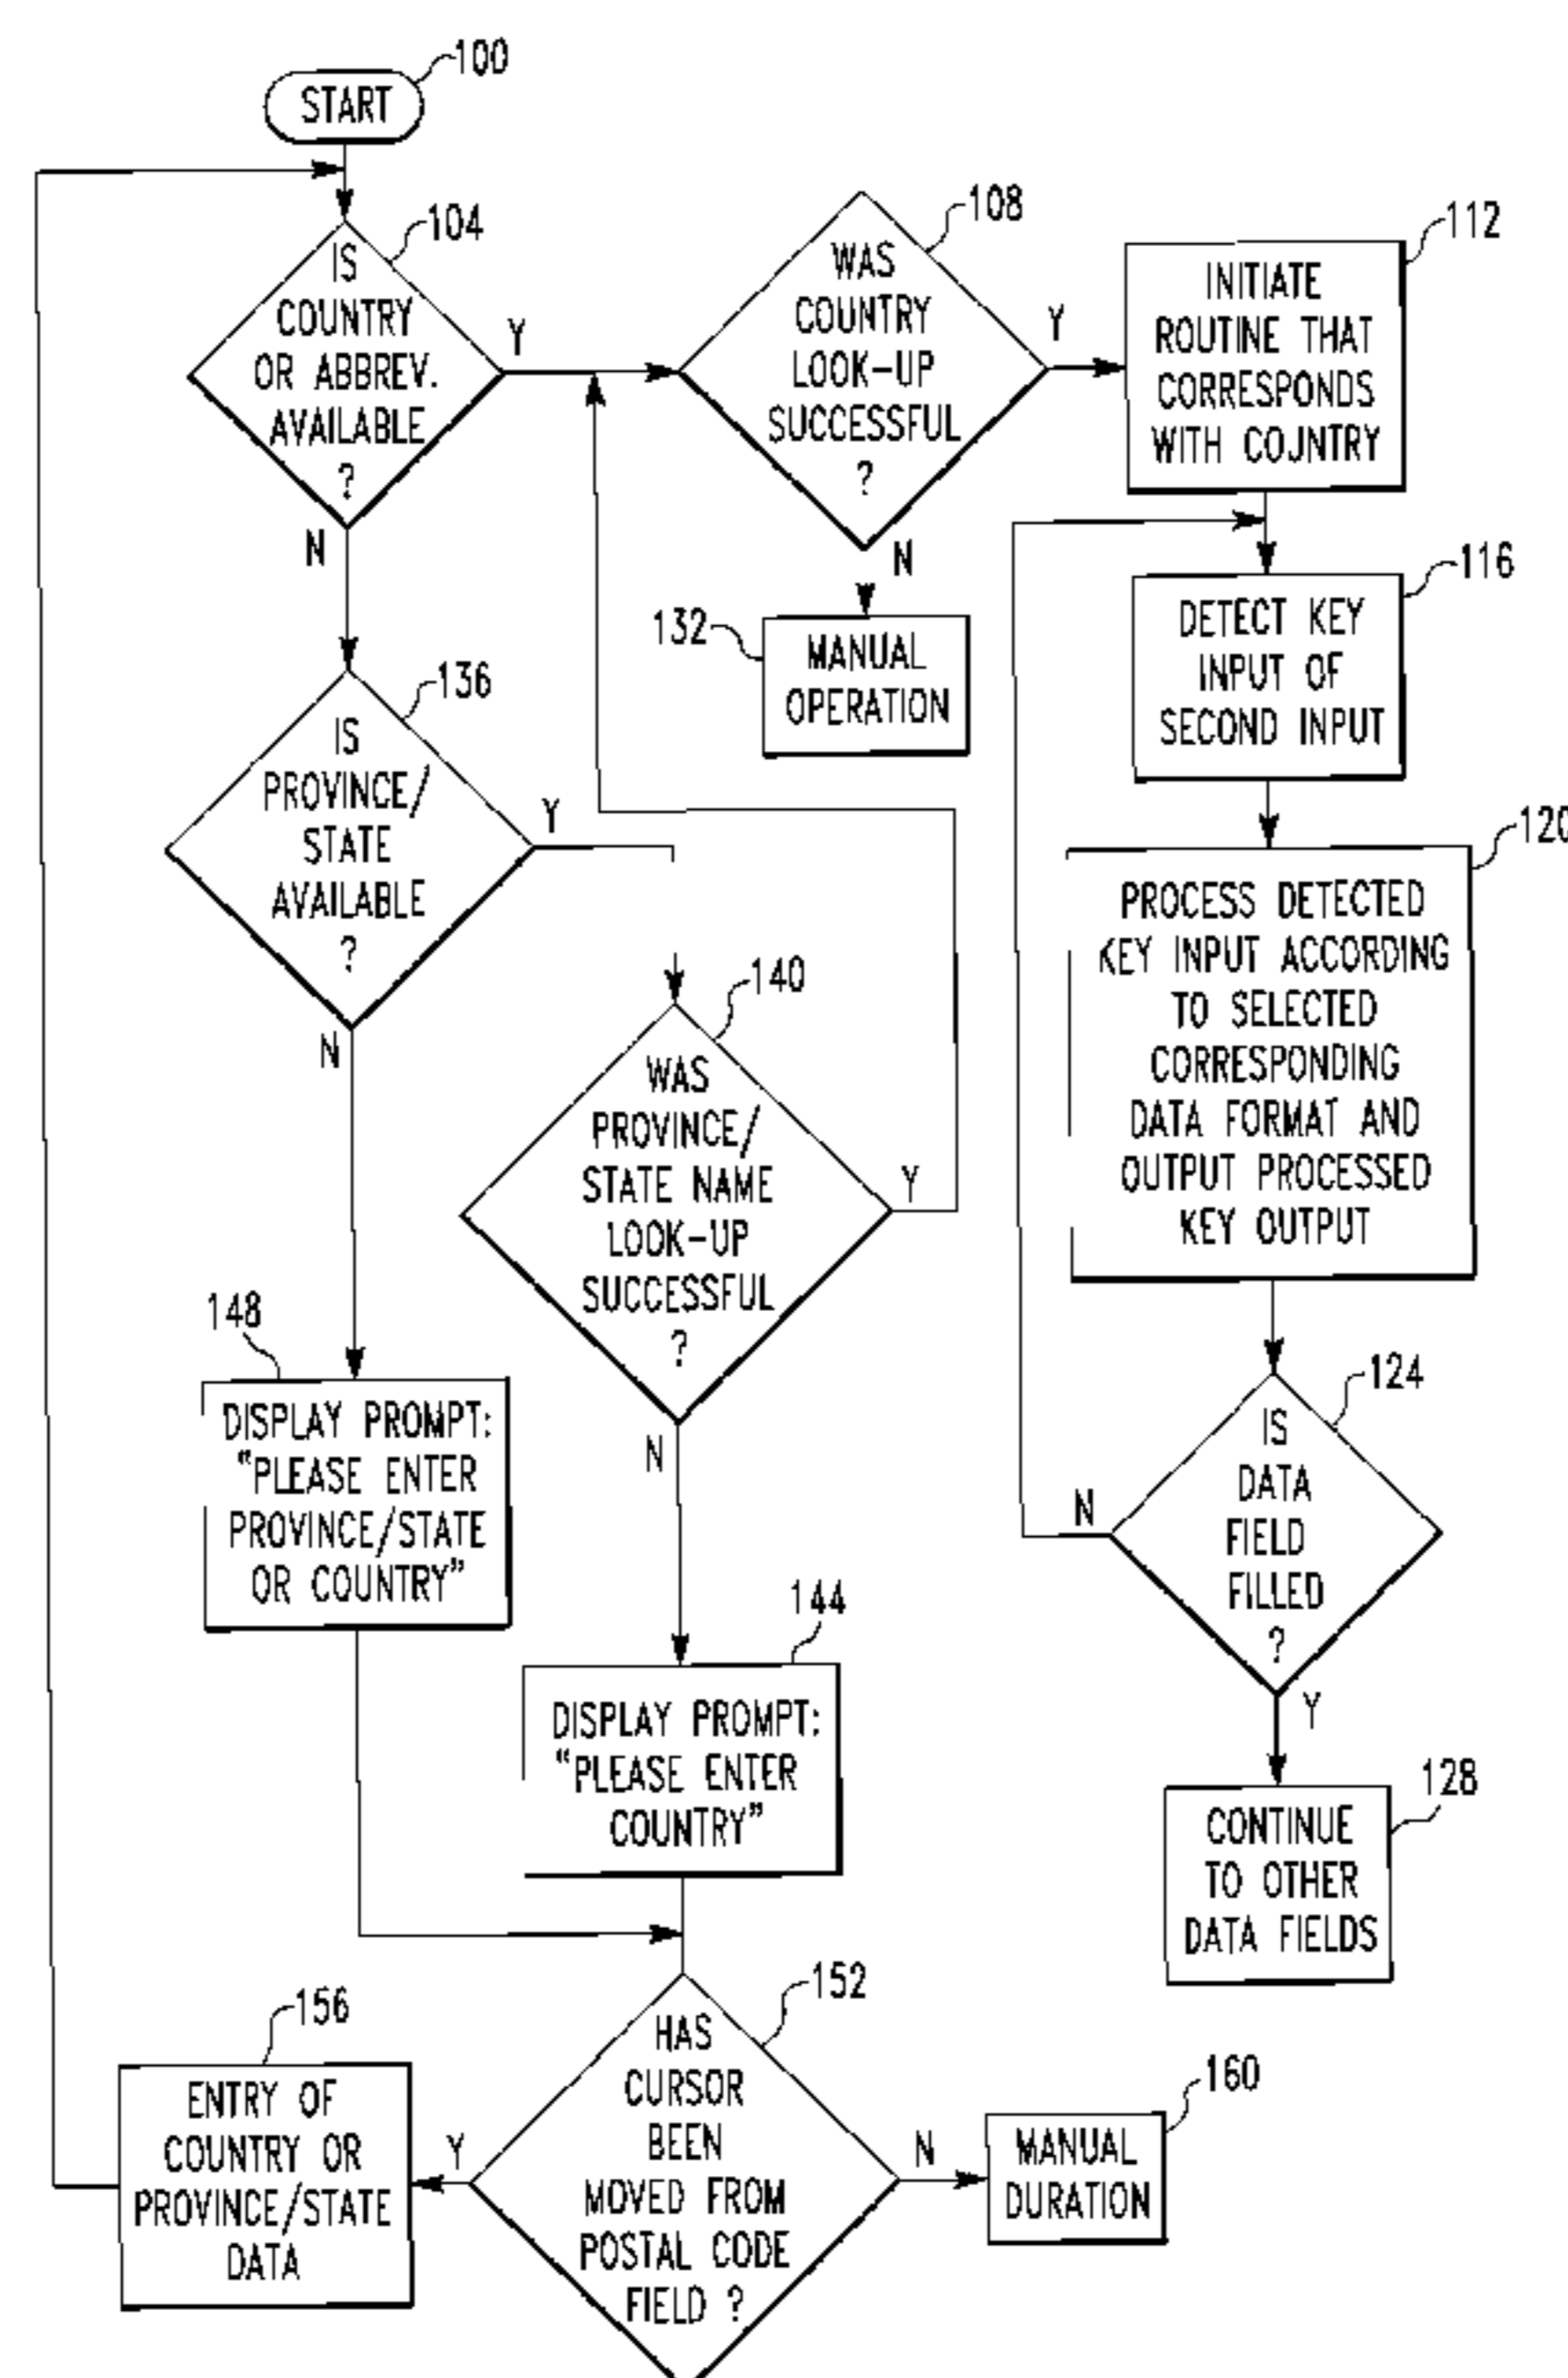 100
START
104
IS
COUNTRY
OR ABBREV.
AVAILABLE
?
Y
N
108
WAS
COUNTRY
LOOK-UP
SUCCESSFUL
?
Y
N
112
INITIATE
ROUTINE THAT
CORRESPONDS
WITH COJNTRY
116
DETECT KEY
INPUT OF
SECOND INPUT
132
MANUAL
OPERATION
136
IS
PROVINCE/
STATE
AVAILABLE
?
Y
N
120
PROCESS DETECTED
KEY INPUT ACCORDING
TO SELECTED
CORRESPONDING
DATA FORMAT AND
OUTPUT PROCESSED
KEY OUTPUT
140
WAS
PROVINCE/
STATE NAME
LOOK-UP
SUCCESSFUL
?
Y
N
148
DISPLAY PROMPT:
"PLEASE ENTER
PROVINCE/STATE
OR COUNTRY"
124
IS
DATA
FIELD
FILLED
?
N
Y
144
DISPLAY PROMPT:
"PLEASE ENTER
COUNTRY"
128
CONTINUE
TO OTHER
DATA FIELDS
152
HAS
CURSOR
BEEN
MOVED FROM
POSTAL CODE
FIELD ?
Y
N
156
ENTRY OF
COUNTRY OR
PROVINCE/STATE
DATA
160
MANUAL
DURATION